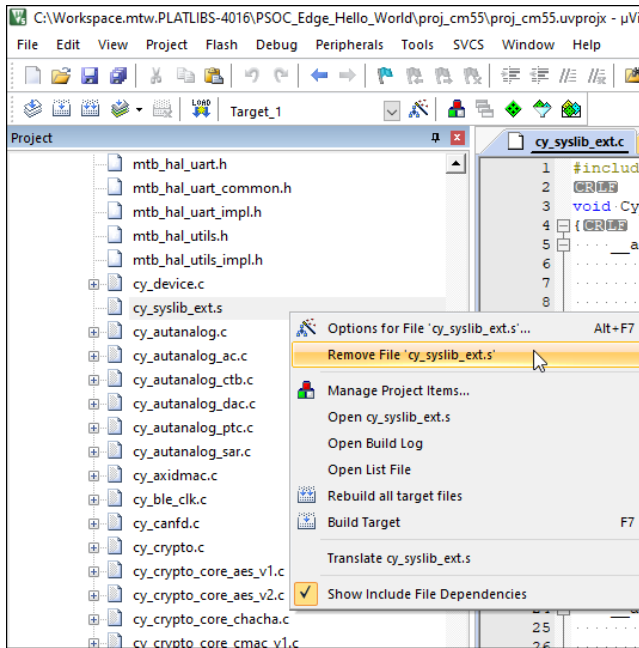 C:\Workspace.mtw.PLATLIBS-4016\PSOC_Edge_Hello_World\proj_cm55\proj_cm55.uvprojx - µVi
File Edit View Project Flash Debug Peripherals Tools SVCS Window Help
LOAD Target_1
Project
cy_syslib_ext.c
mtb_hal_uart.h
mtb_hal_uart_common.h
mtb_hal_uart_impl.h
mtb_hal_utils.h
mtb_hal_utils_impl.h
cy_device.c
cy_syslib_ext.s
cy_autanalog.c
cy_autanalog_ac.c
cy_autanalog_ctb.c
cy_autanalog_dac.c
cy_autanalog_ptc.c
cy_autanalog_sar.c
cy_axidmac.c
cy_ble_clk.c
cy_canfd.c
cy_crypto.c
cy_crypto_core_aes_v1.c
cy_crypto_core_aes_v2.c
cy_crypto_core_chacha.c
cy_crypto_core_cmac_v1.c
1 #includ
2 CRLF
3 void·Cy
4 {CRLF
5 ····__a
6
7
8
Options for File 'cy_syslib_ext.s'... Alt+F7
Remove File 'cy_syslib_ext.s'
Manage Project Items...
Open cy_syslib_ext.s
Open Build Log
Open List File
Rebuild all target files
Build Target F7
Translate cy_syslib_ext.s
Show Include File Dependencies
25
26